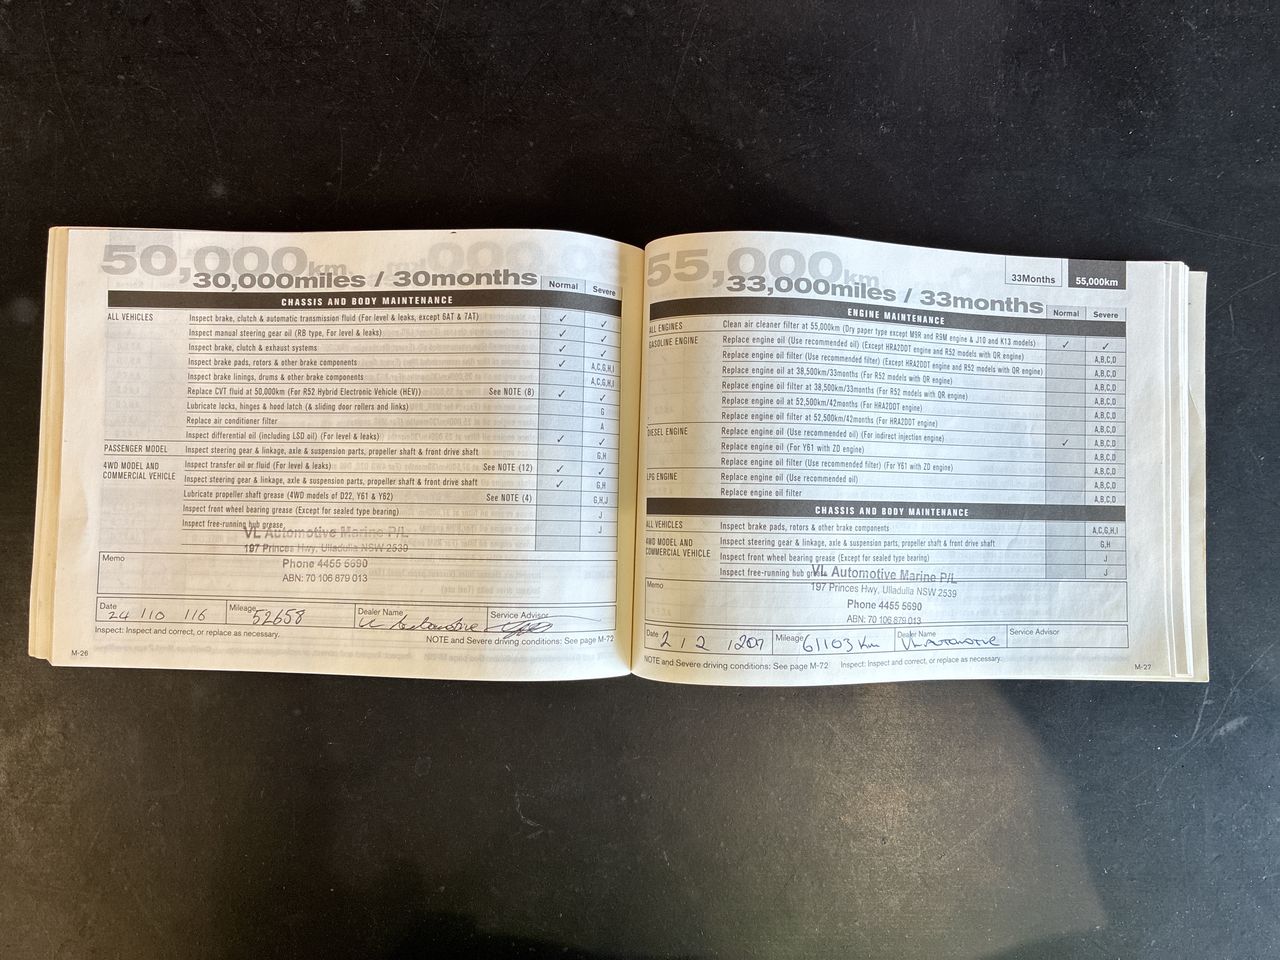 50,000km
30,000miles / 30months
Normal Severe
CHASSIS AND BODY MAINTENANCE
ALL VEHICLES Inspect brake, clutch & automatic transmission fluid (For level & leaks, except 6AT & 7AT) ✓ ✓
Inspect manual steering gear oil (RB type, For level & leaks) ✓ ✓
Inspect brake, clutch & exhaust systems ✓ ✓
Inspect brake pads, rotors & other brake components ✓ A,C,G,H,I
Inspect brake linings, drums & other brake components A,C,G,H,I
Replace CVT fluid at 50,000km (For R52 Hybrid Electronic Vehicle (HEV)) See NOTE (8) ✓ ✓
Lubricate locks, hinges & hood latch (& sliding door rollers and links) G
Replace air conditioner filter A
Inspect differential oil (including LSD oil) (For level & leaks) ✓ ✓
PASSENGER MODEL Inspect steering gear & linkage, axle & suspension parts, propeller shaft & front drive shaft G,H
4WD MODEL AND COMMERCIAL VEHICLE Inspect transfer oil or fluid (For level & leaks) See NOTE (12) ✓ ✓
Inspect steering gear & linkage, axle & suspension parts, propeller shaft & front drive shaft ✓ G,H
Lubricate propeller shaft grease (4WD models of D22, Y61 & Y62) See NOTE (4) G,H,J
Inspect front wheel bearing grease (Except for sealed type bearing) J
Inspect free-running hub grease J
VL Automotive Marine P/L
197 Princes Hwy, Ulladulla NSW 2539
Phone 4455 5690
ABN: 70 106 879 013
Memo
Date 24 / 10 / 16 Mileage 52658 Dealer Name VL Automotive Service Advisor
Inspect: Inspect and correct, or replace as necessary. NOTE and Severe driving conditions: See page M-72
M-26
55,000km
33,000miles / 33months
33Months 55,000km
Normal Severe
ENGINE MAINTENANCE
ALL ENGINES Clean air cleaner filter at 55,000km (Dry paper type except M9R and R9M engine & J10 and K13 models) ✓
GASOLINE ENGINE Replace engine oil (Use recommended oil) (Except HRA2DDT engine and R52 models with QR engine) ✓ A,B,C,D
Replace engine oil filter (Use recommended filter) (Except HRA2DDT engine and R52 models with QR engine) A,B,C,D
Replace engine oil at 38,500km/33months (For R52 models with QR engine) A,B,C,D
Replace engine oil filter at 38,500km/33months (For R52 models with QR engine) A,B,C,D
Replace engine oil at 52,500km/42months (For HRA2DDT engine) A,B,C,D
Replace engine oil filter at 52,500km/42months (For HRA2DDT engine) A,B,C,D
DIESEL ENGINE Replace engine oil (Use recommended oil) (For indirect injection engine) ✓ A,B,C,D
Replace engine oil (For Y61 with ZD engine) A,B,C,D
Replace engine oil filter (Use recommended filter) (For Y61 with ZD engine) A,B,C,D
LPG ENGINE Replace engine oil (Use recommended oil) A,B,C,D
Replace engine oil filter A,B,C,D
CHASSIS AND BODY MAINTENANCE
ALL VEHICLES Inspect brake pads, rotors & other brake components A,C,G,H,I
4WD MODEL AND COMMERCIAL VEHICLE Inspect steering gear & linkage, axle & suspension parts, propeller shaft & front drive shaft G,H
Inspect front wheel bearing grease (Except for sealed type bearing) J
Inspect free-running hub grease J
VL Automotive Marine P/L
197 Princes Hwy, Ulladulla NSW 2539
Phone 4455 5690
ABN: 70 106 879 013
Memo
Date 2 / 2 / 2017 Mileage 61103 km Dealer Name VL Automotive Service Advisor
NOTE and Severe driving conditions: See page M-72 Inspect: Inspect and correct, or replace as necessary.
M-27